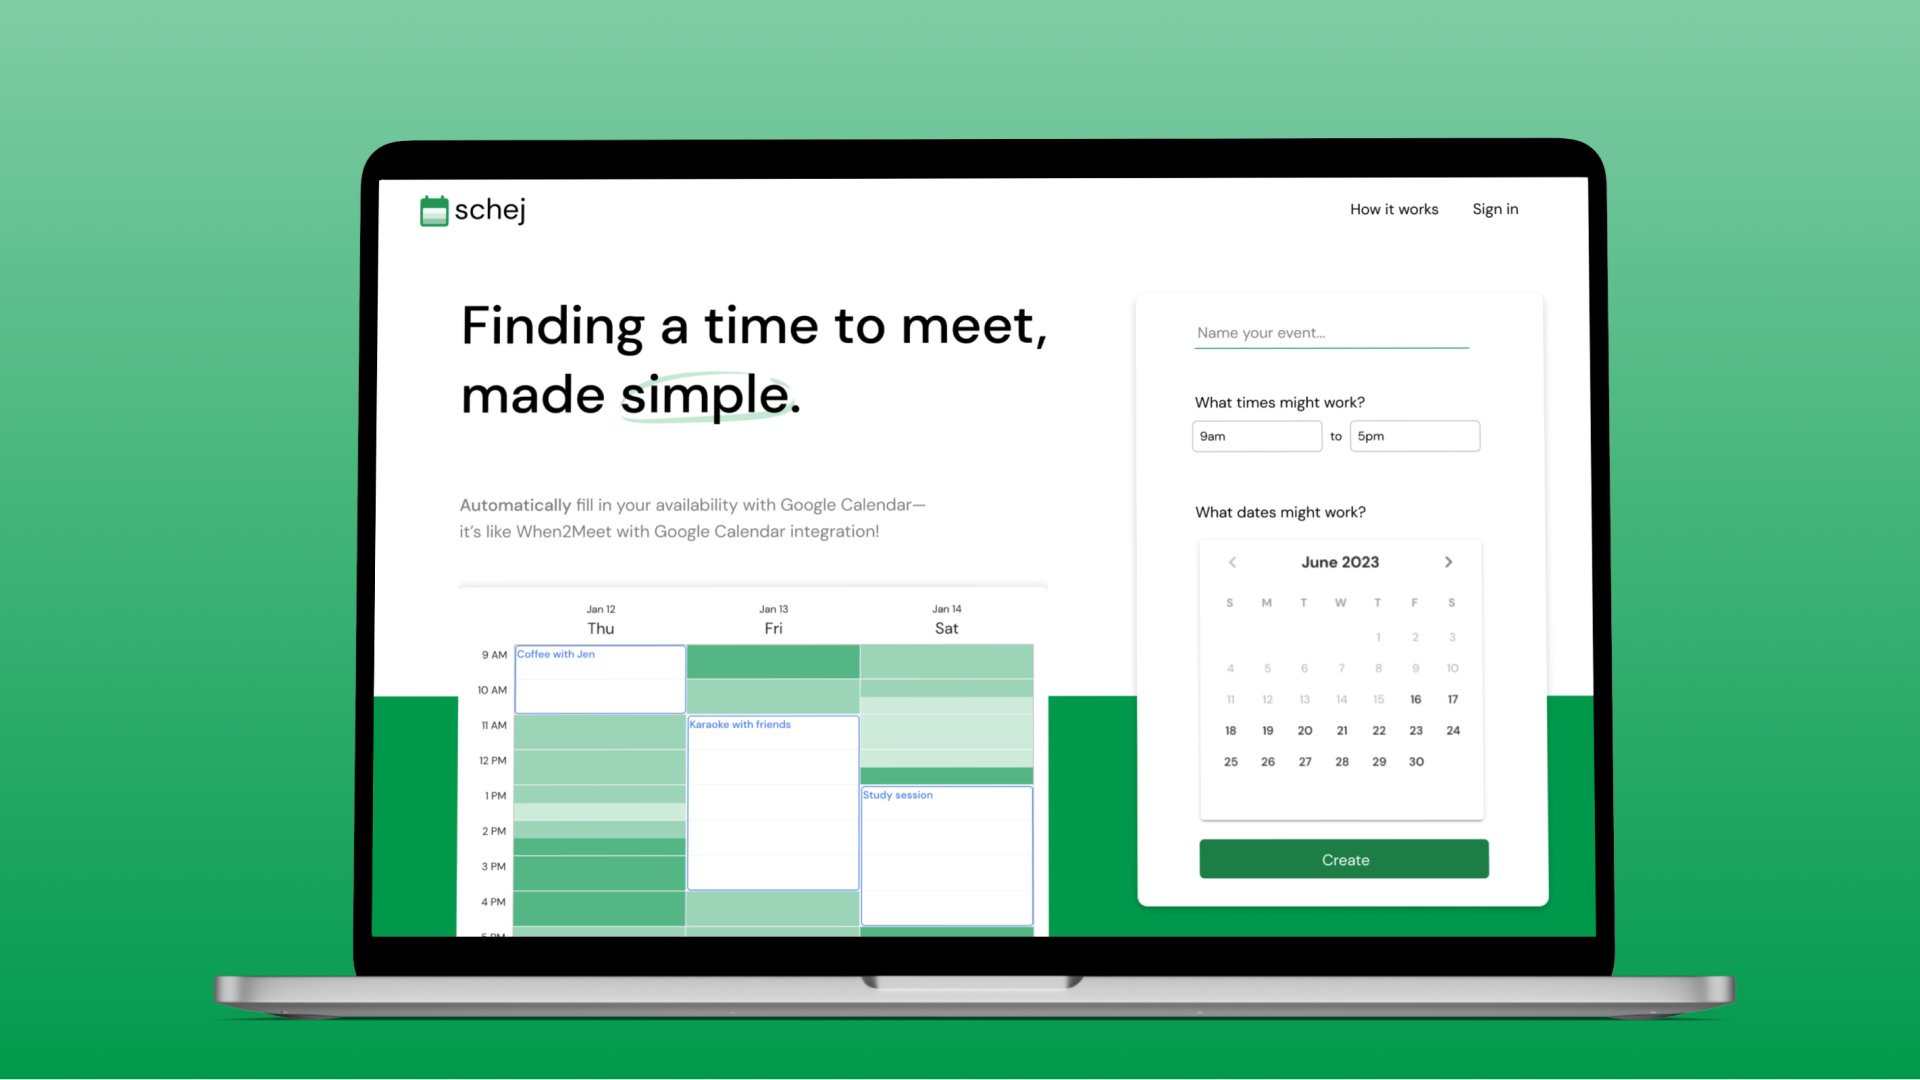 schej
How it works
Sign in
Finding a time to meet,
made simple.
Automatically fill in your availability with Google Calendar—
it's like When2Meet with Google Calendar integration!
Jan 12
Jan 13
Jan 14
Thu
Fri
Sat
9 AM
10 AM
11 AM
12 PM
1 PM
2 PM
3 PM
4 PM
5 PM
Coffee with Jen
Karaoke with friends
Study session
Name your event...
What times might work?
9am to 5pm
What dates might work?
June 2023
S M T W T F S
1 2 3
4 5 6 7 8 9 10
11 12 13 14 15 16 17
18 19 20 21 22 23 24
25 26 27 28 29 30
Create